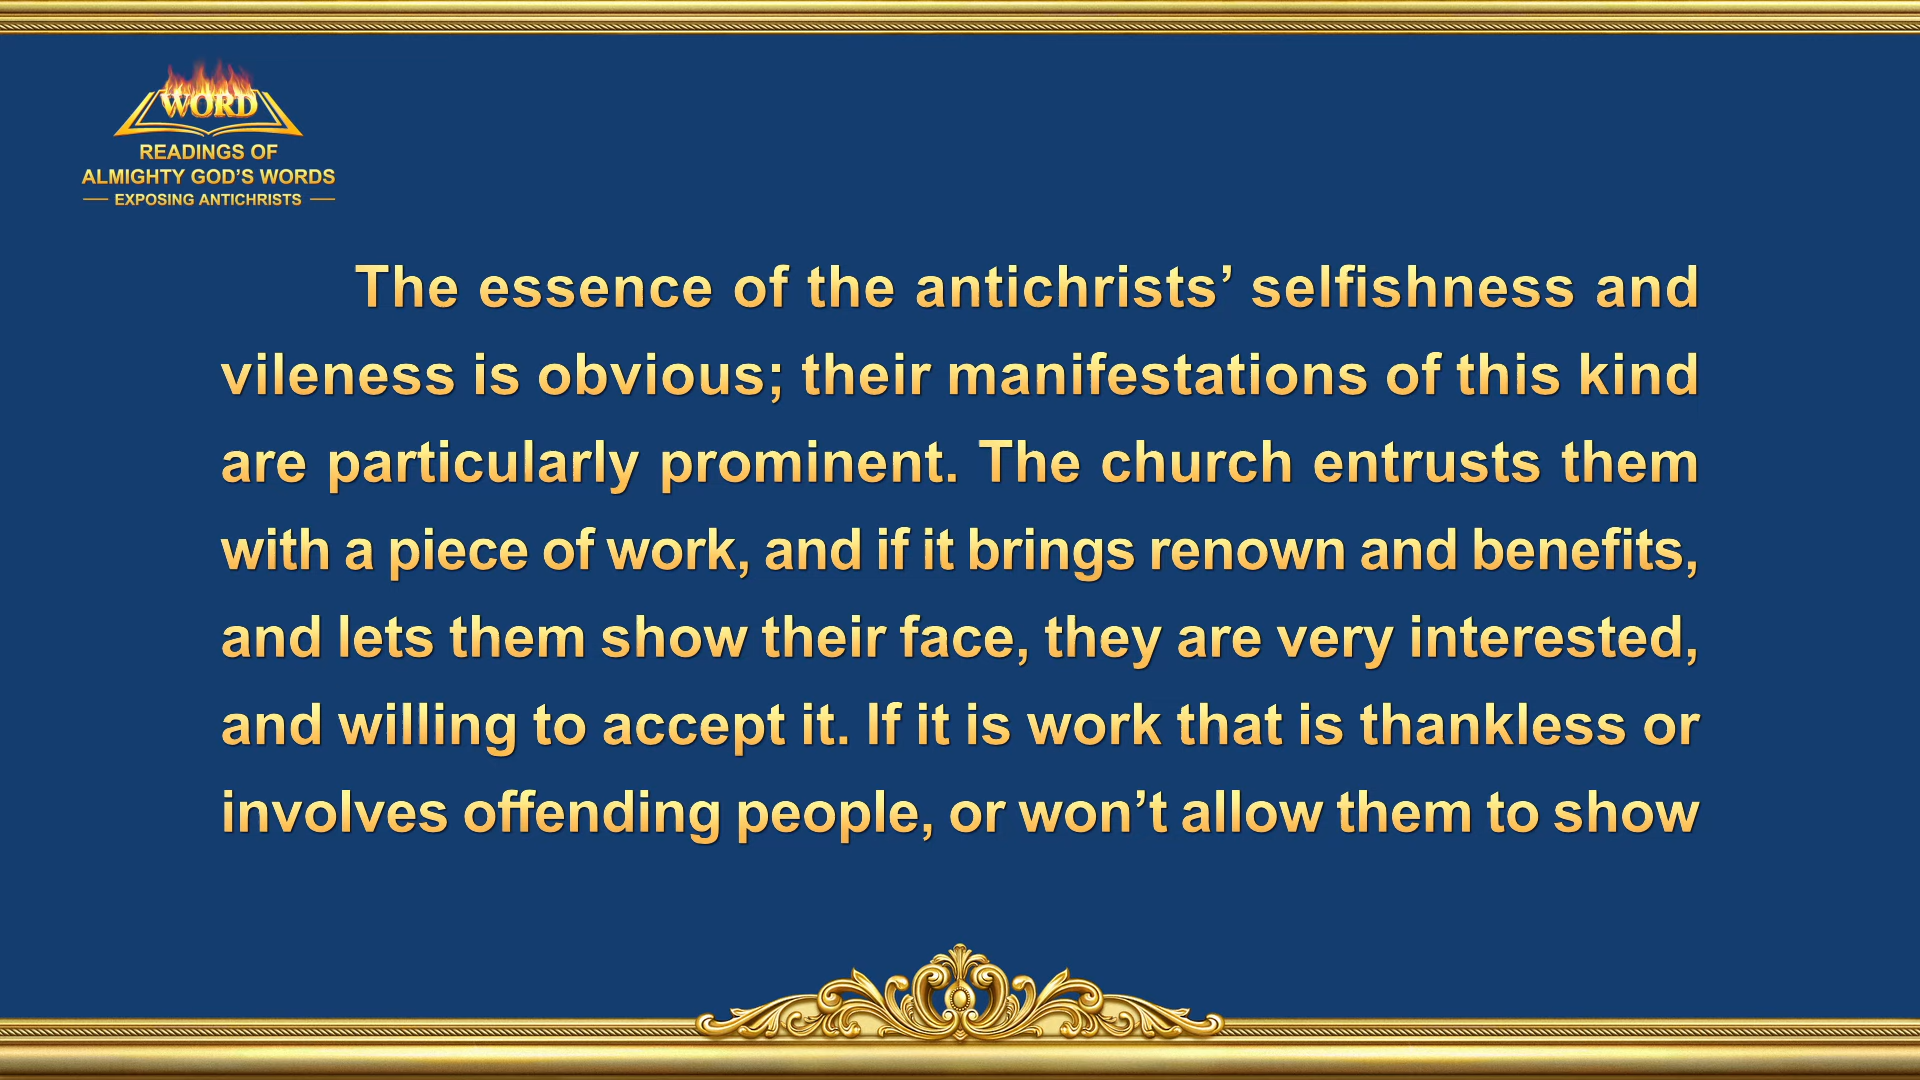 WORD
READINGS OF
ALMIGHTY GOD’S WORDS
EXPOSING ANTICHRISTS
The essence of the antichrists’ selfishness and
vileness is obvious; their manifestations of this kind
are particularly prominent. The church entrusts them
with a piece of work, and if it brings renown and benefits,
and lets them show their face, they are very interested,
and willing to accept it. If it is work that is thankless or
involves offending people, or won’t allow them to show